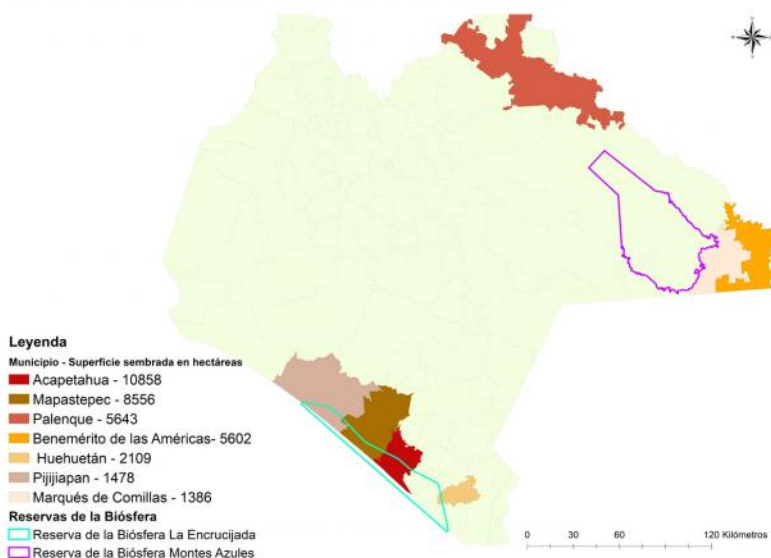 Leyenda
Municipio - Superficie sembrada en hectáreas
Acapetahua - 10858
Mapastepec - 8556
Palenque - 5643
Benemérito de las Américas- 5602
Huehuetán - 2109
Pijijiapan - 1478
Marqués de Comillas - 1386
Reservas de la Biósfera
Reserva de la Biósfera La Encrucijada
Reserva de la Biósfera Montes Azules
0 30 60 120 Kilómetros